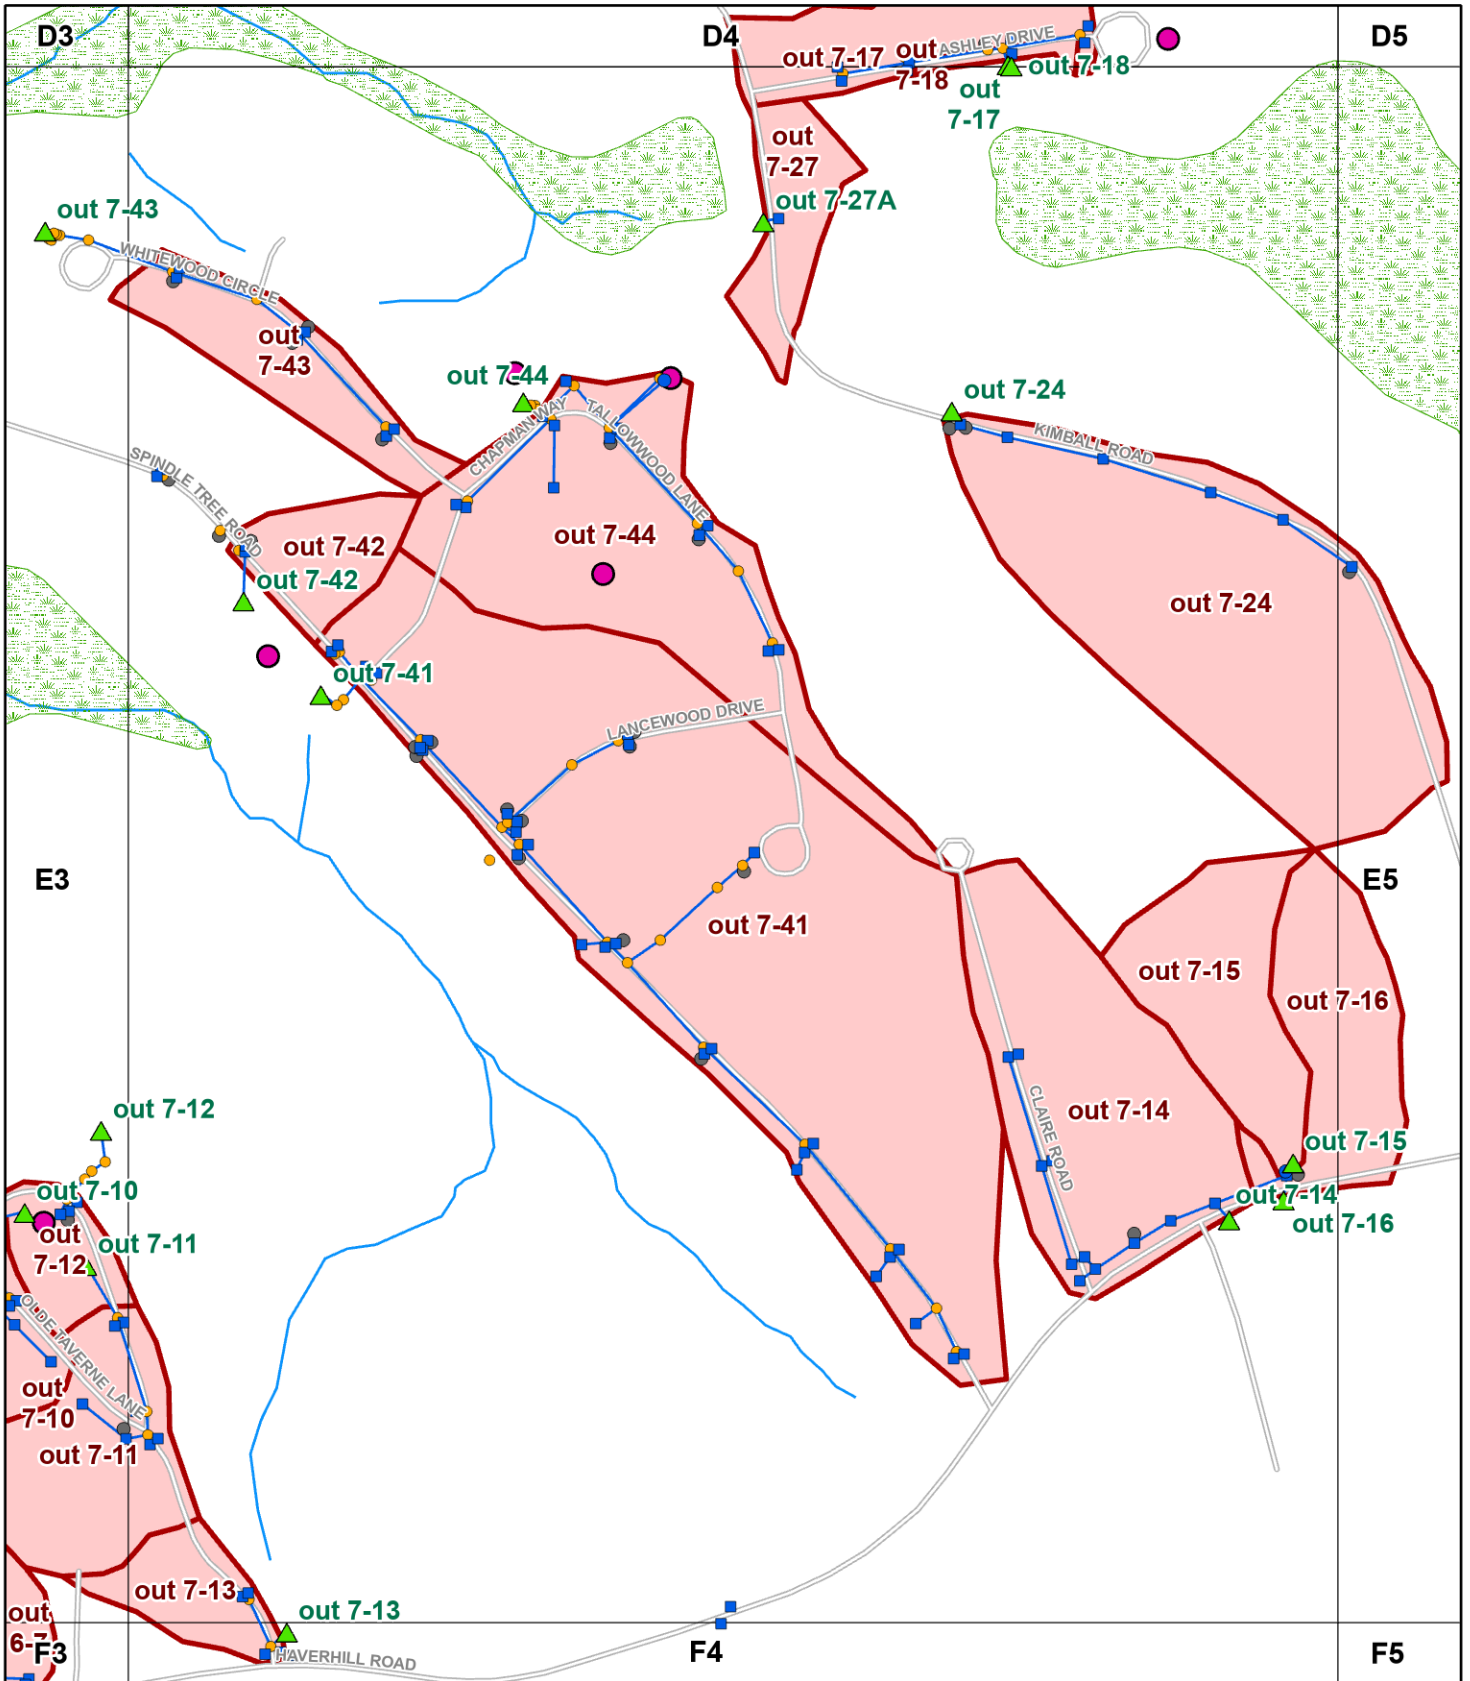 D3
D4
D5
ASHLEY DRIVE
out 7-17
out
7-18
out 7-18
out
7-17
out
7-27
out 7-27A
out 7-43
WHITEWOOD CIRCLE
out
7-43
out 7-44
CHAPMAN WAY
TALLOWWOOD LANE
out 7-24
KIMBALL ROAD
SPINDLE TREE ROAD
out 7-42
out 7-44
out 7-42
out 7-24
out 7-41
LANCEWOOD DRIVE
E3
E5
out 7-41
out 7-15
out 7-16
out 7-12
out 7-14
CLAIRE ROAD
out 7-15
out 7-10
out 7-14
out 7-16
out
7-12
out 7-11
OLDE TAVERNE LANE
out
7-10
out 7-11
out 7-13
out 7-13
out
6-7
F3
HAVERHILL ROAD
F4
F5